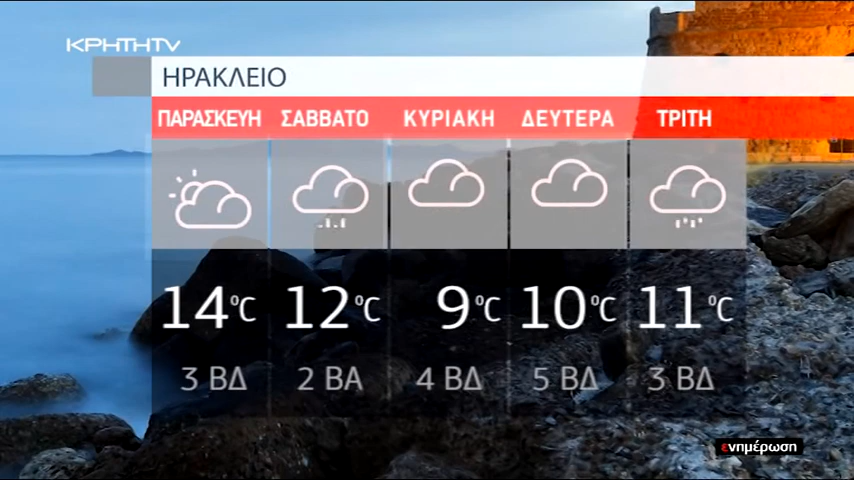 ΚΡΗΤΗTV
ΗΡΑΚΛΕΙΟ
ΠΑΡΑΣΚΕΥΗ ΣΑΒΒΑΤΟ ΚΥΡΙΑΚΗ ΔΕΥΤΕΡΑ ΤΡΙΤΗ
14°C 12°C 9°C 10°C 11°C
3 ΒΔ 2 ΒΑ 4 ΒΔ 5 ΒΔ 3 ΒΔ
ενημέρωση